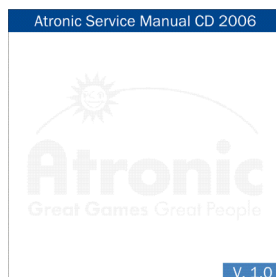 Atronic Service Manual CD 2006
Atronic
Great Games Great People
V. 1.0